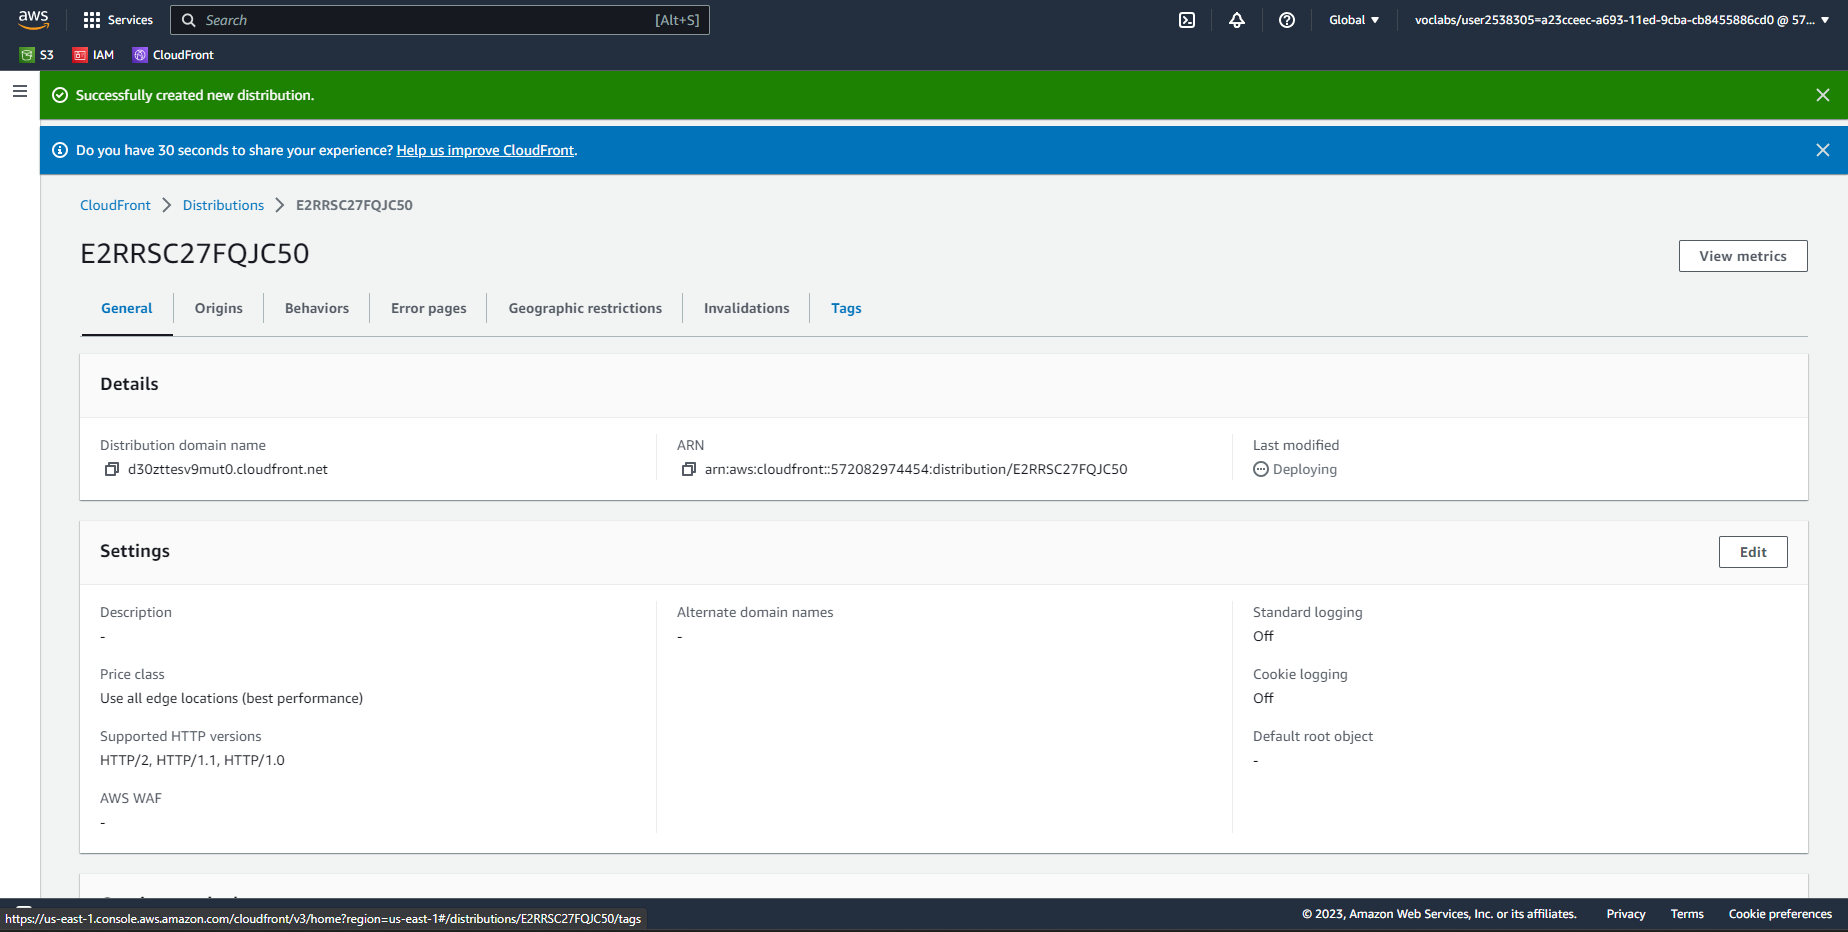 aws
Services
Search [Alt+S]
Global
voclabs/user2538305=a23cceec-a693-11ed-9cba-cb8455886cd0 @ 57...
S3 IAM CloudFront
Successfully created new distribution.
Do you have 30 seconds to share your experience? Help us improve CloudFront.
CloudFront Distributions E2RRSC27FQJC50
E2RRSC27FQJC50
View metrics
General Origins Behaviors Error pages Geographic restrictions Invalidations Tags
Details
Distribution domain name
d30zttesv9mut0.cloudfront.net
ARN
arn:aws:cloudfront::572082974454:distribution/E2RRSC27FQJC50
Last modified
Deploying
Settings
Edit
Description
-
Price class
Use all edge locations (best performance)
Supported HTTP versions
HTTP/2, HTTP/1.1, HTTP/1.0
AWS WAF
-
Alternate domain names
-
Standard logging
Off
Cookie logging
Off
Default root object
-
https://us-east-1.console.aws.amazon.com/cloudfront/v3/home?region=us-east-1#/distributions/E2RRSC27FQJC50/tags
© 2023, Amazon Web Services, Inc. or its affiliates. Privacy Terms Cookie preferences